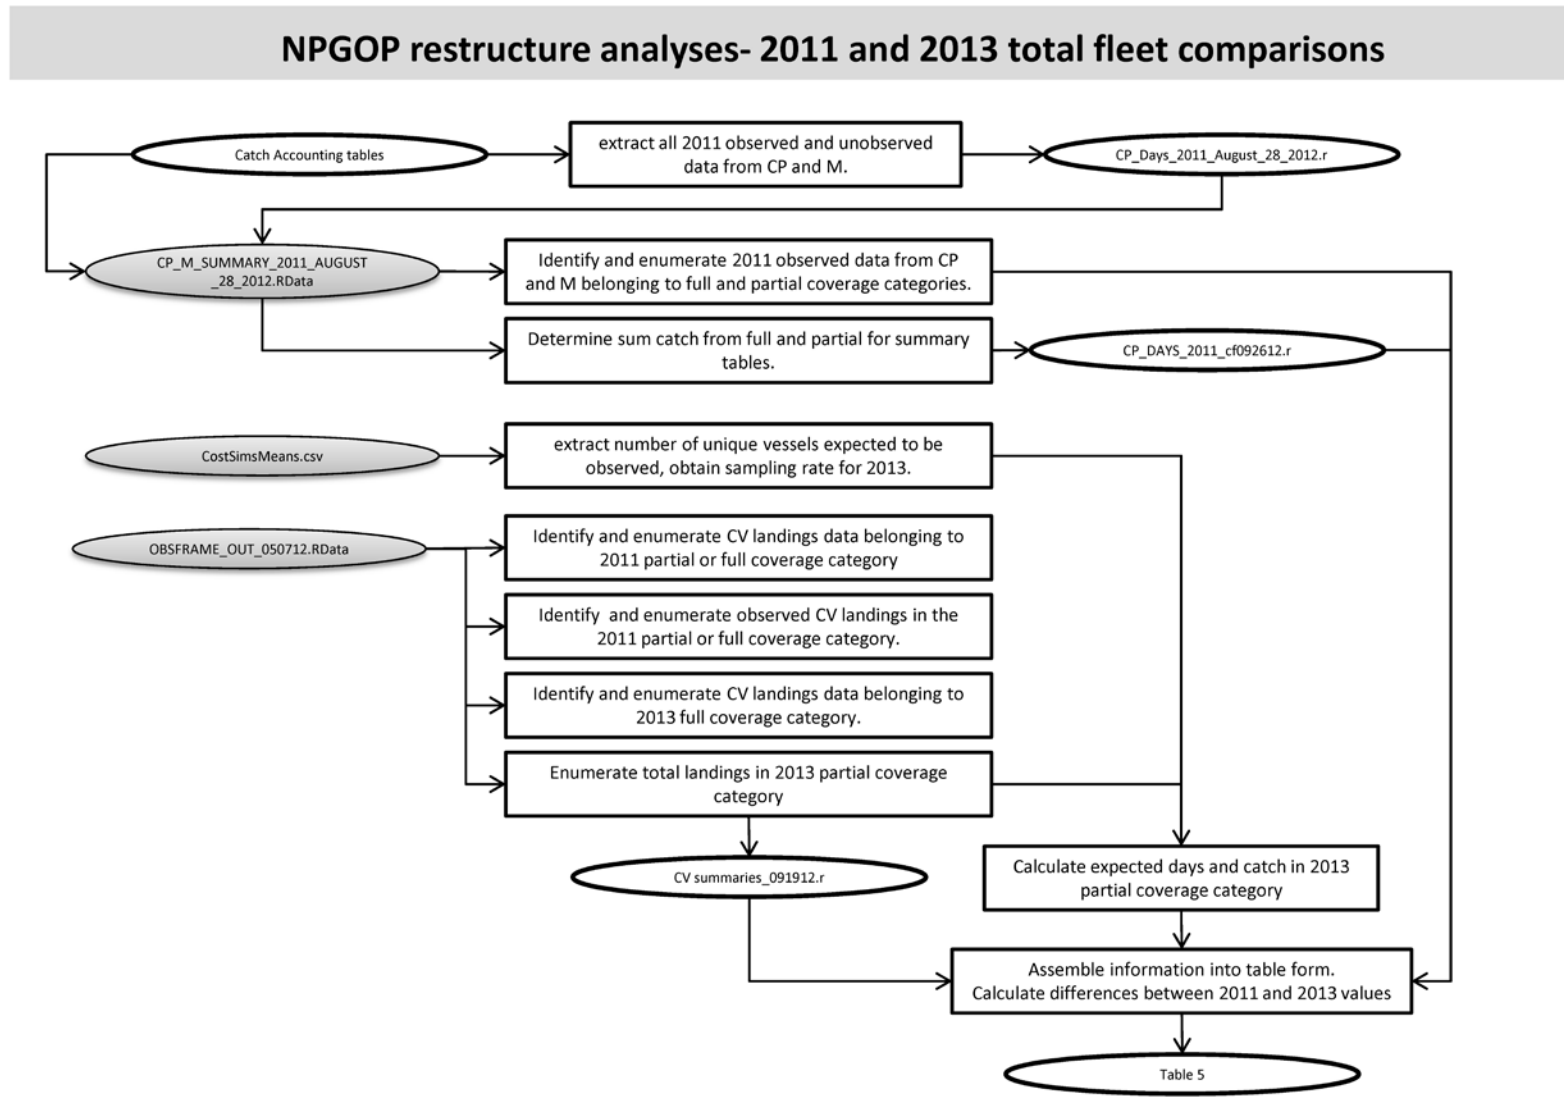 NPGOP restructure analyses- 2011 and 2013 total fleet comparisons
Catch Accounting tables
extract all 2011 observed and unobserved
data from CP and M.
CP_Days_2011_August_28_2012.r
CP_M_SUMMARY_2011_AUGUST
_28_2012.RData
Identify and enumerate 2011 observed data from CP
and M belonging to full and partial coverage categories.
Determine sum catch from full and partial for summary
tables.
CP_DAYS_2011_cf092612.r
CostSimsMeans.csv
extract number of unique vessels expected to be
observed, obtain sampling rate for 2013.
OBSFRAME_OUT_050712.RData
Identify and enumerate CV landings data belonging to
2011 partial or full coverage category
Identify  and enumerate observed CV landings in the
2011 partial or full coverage category.
Identify and enumerate CV landings data belonging to
2013 full coverage category.
Enumerate total landings in 2013 partial coverage
category
CV summaries_091912.r
Calculate expected days and catch in 2013
partial coverage category
Assemble information into table form.
Calculate differences between 2011 and 2013 values
Table 5